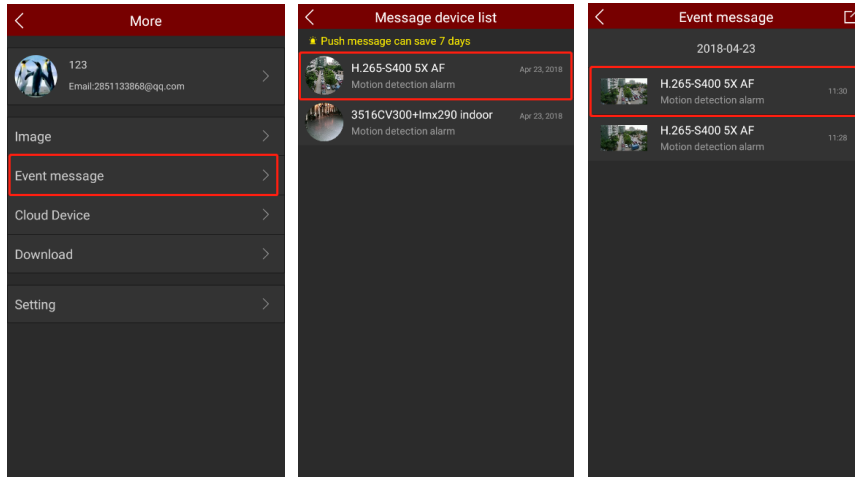 More
123
Email:2851133868@qq.com
Image
Event message
Cloud Device
Download
Setting
Message device list
Push message can save 7 days
H.265-S400 5X AF
Apr 23, 2018
Motion detection alarm
3516CV300+Imx290 indoor
Apr 23, 2018
Motion detection alarm
Event message
2018-04-23
H.265-S400 5X AF
Motion detection alarm
11:30
H.265-S400 5X AF
Motion detection alarm
11:28